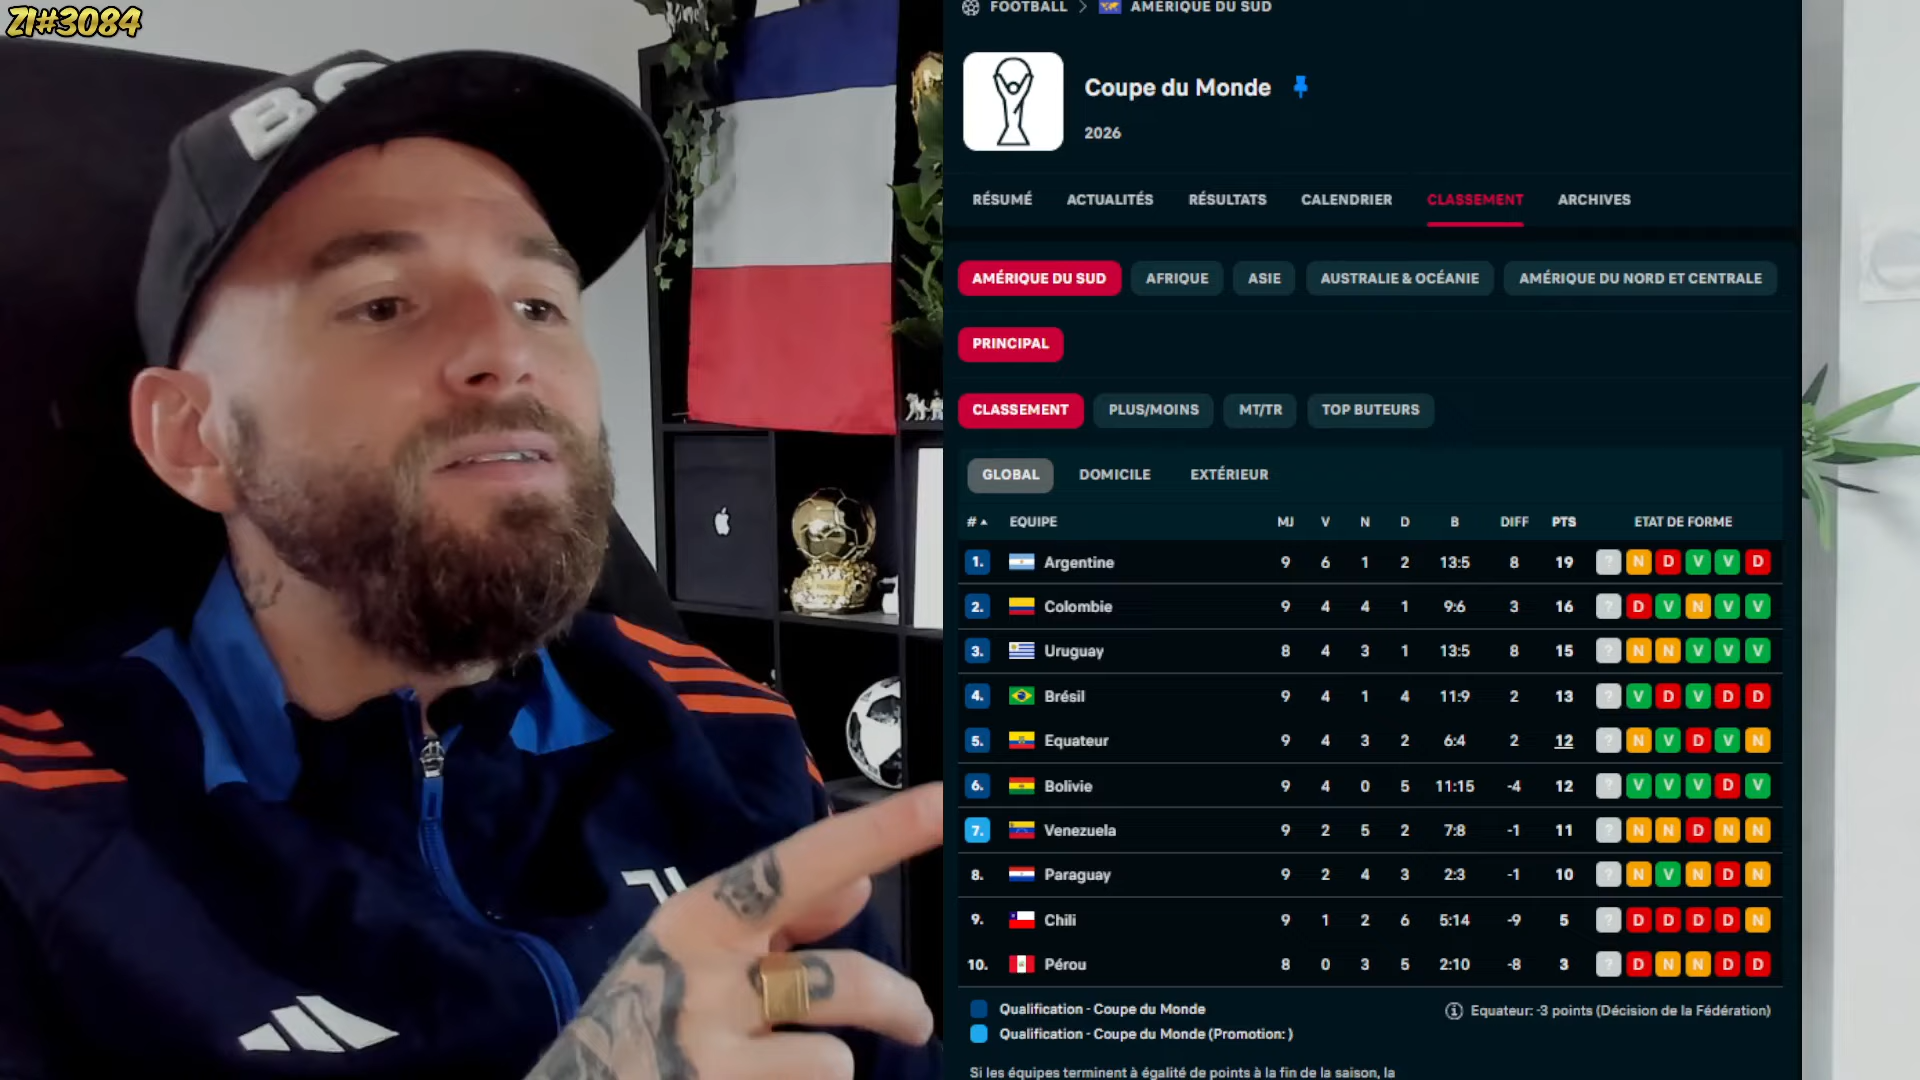 ZI#3084
BO
FOOTBALL > AMÉRIQUE DU SUD
Coupe du Monde
2026
RÉSUMÉ ACTUALITÉS RÉSULTATS CALENDRIER CLASSEMENT ARCHIVES
AMÉRIQUE DU SUD AFRIQUE ASIE AUSTRALIE & OCÉANIE AMÉRIQUE DU NORD ET CENTRALE
PRINCIPAL
CLASSEMENT PLUS/MOINS MT/TR TOP BUTEURS
GLOBAL DOMICILE EXTÉRIEUR
# EQUIPE MJ V N D B DIFF PTS ETAT DE FORME
1. Argentine 9 6 1 2 13:5 8 19 ? N D V V D
2. Colombie 9 4 4 1 9:6 3 16 ? D V N V V
3. Uruguay 8 4 3 1 13:5 8 15 ? N N V V V
4. Brésil 9 4 1 4 11:9 2 13 ? V D V D D
5. Equateur 9 4 3 2 6:4 2 12 ? N V D V N
6. Bolivie 9 4 0 5 11:15 -4 12 ? V V V D V
7. Venezuela 9 2 5 2 7:8 -1 11 ? N N D N N
8. Paraguay 9 2 4 3 2:3 -1 10 ? N V N D N
9. Chili 9 1 2 6 5:14 -9 5 ? D D D D N
10. Pérou 8 0 3 5 2:10 -8 3 ? D N N D D
Qualification - Coupe du Monde
Equateur: -3 points (Décision de la Fédération)
Qualification - Coupe du Monde (Promotion: )
Si les équipes terminent à égalité de points à la fin de la saison, la